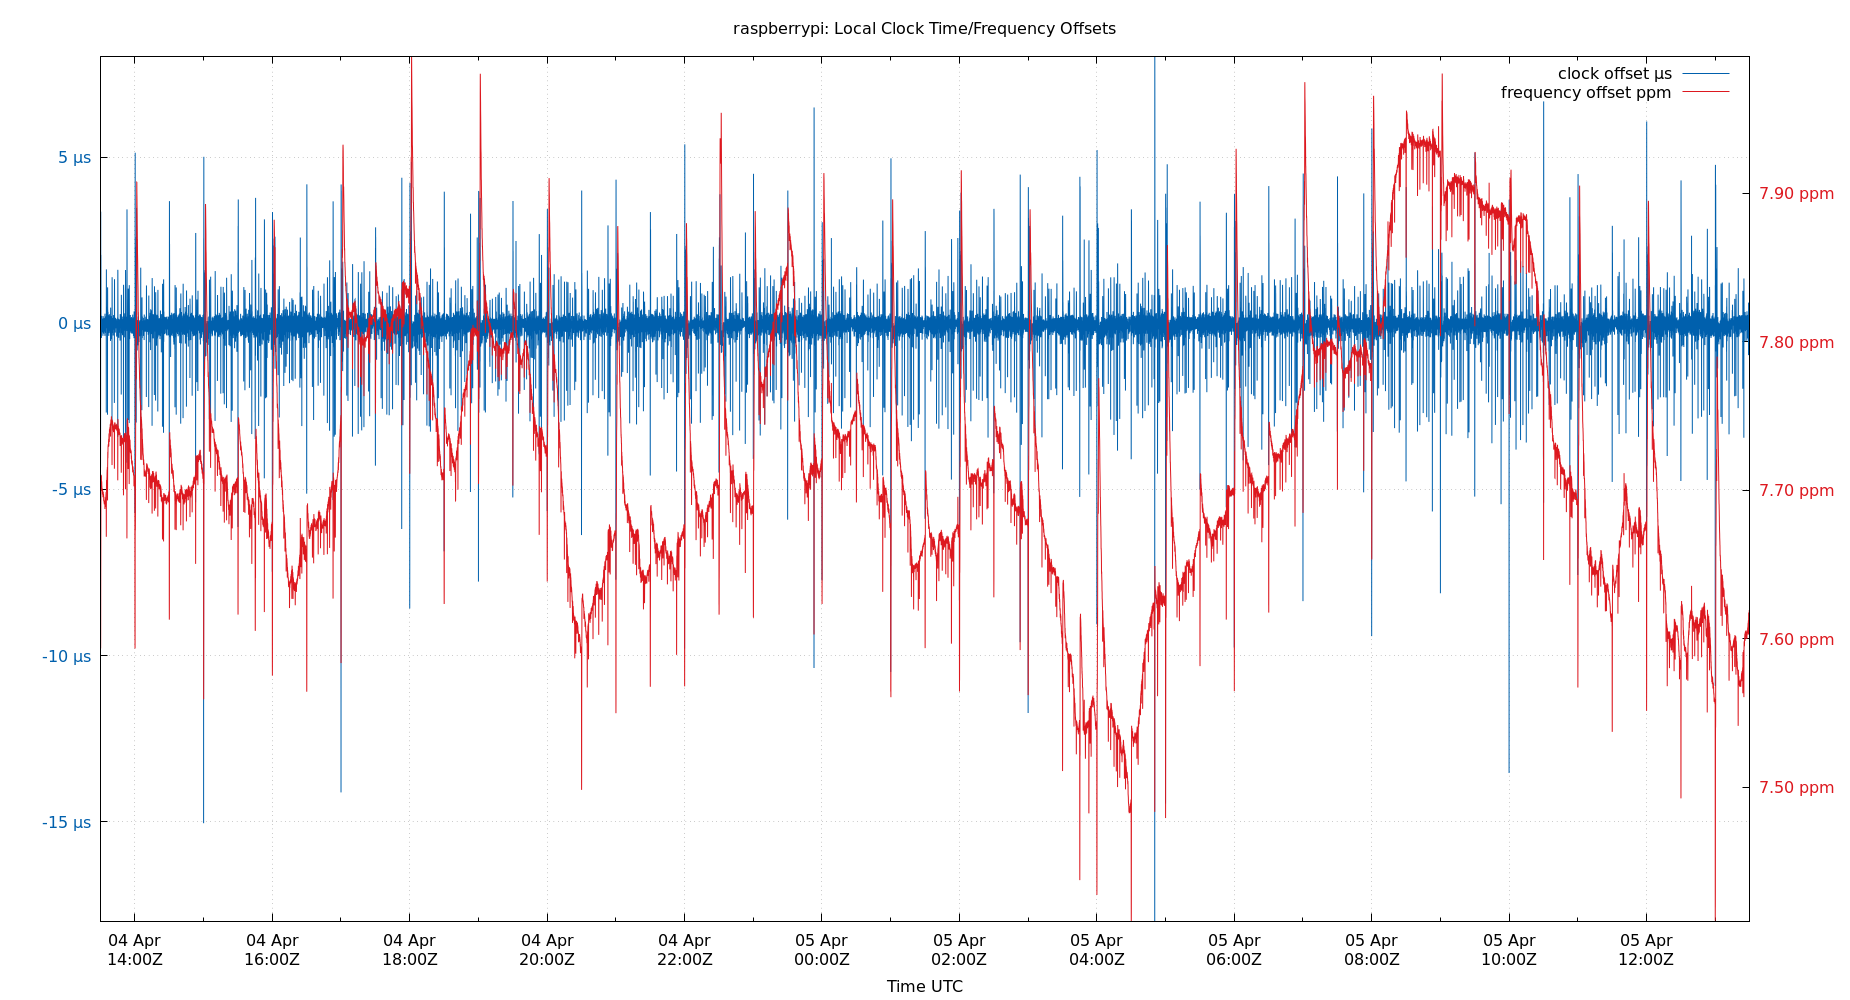 raspberrypi: Local Clock Time/Frequency Offsets
clock offset µs
frequency offset ppm
5 µs
0 µs
-5 µs
-10 µs
-15 µs
7.90 ppm
7.80 ppm
7.70 ppm
7.60 ppm
7.50 ppm
04 Apr 04 Apr 04 Apr 04 Apr 04 Apr 05 Apr 05 Apr 05 Apr 05 Apr 05 Apr 05 Apr 05 Apr
14:00Z 16:00Z 18:00Z 20:00Z 22:00Z 00:00Z 02:00Z 04:00Z 06:00Z 08:00Z 10:00Z 12:00Z
Time UTC